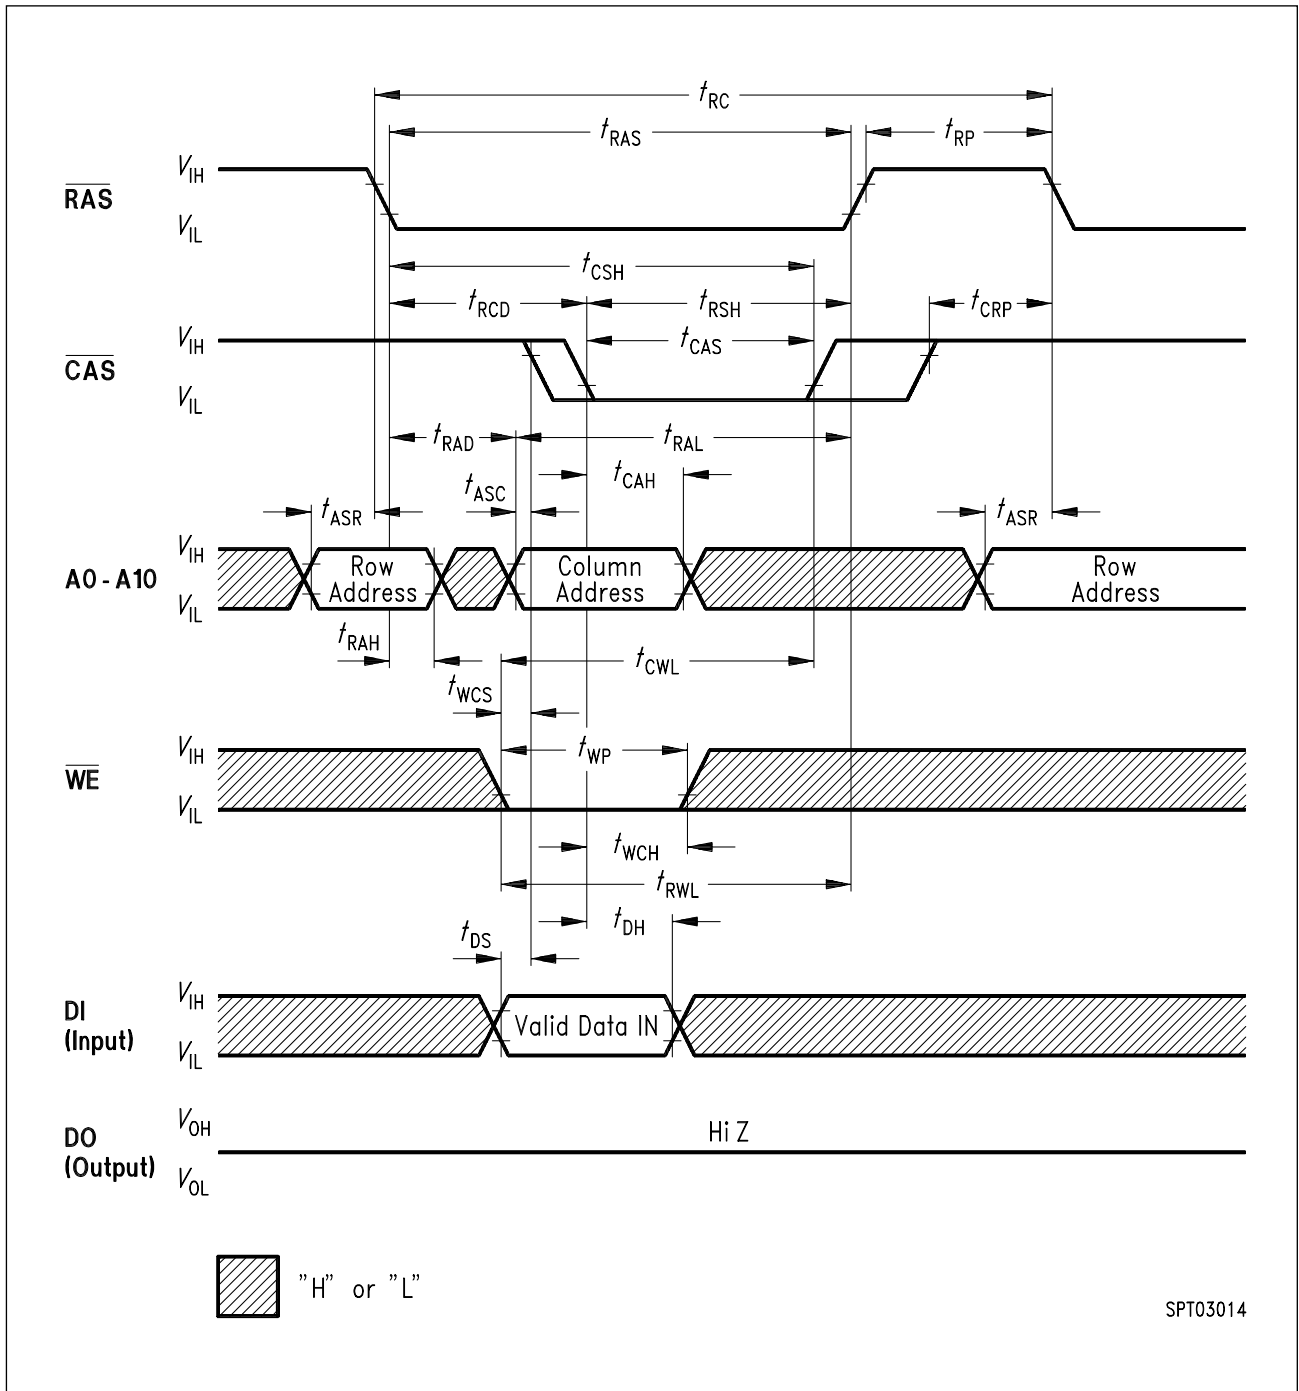 tRC
tRAS
tRP
RAS
VIH
VIL
tCSH
tRCD
tRSH
tCRP
CAS
VIH
tCAS
VIL
tRAD
tRAL
tASC
tCAH
tASR
tASR
A0 - A10
VIH
Row
Address
Column
Address
Row
Address
VIL
tRAH
tCWL
tWCS
WE
VIH
tWP
VIL
tWCH
tRWL
tDH
tDS
DI
(Input)
VIH
Valid Data IN
VIL
DO
(Output)
VOH
Hi Z
VOL
"H" or "L"
SPT03014